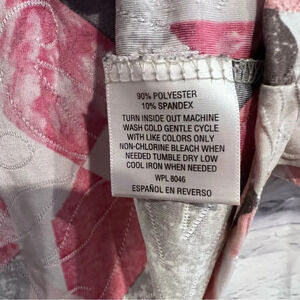 90% POLYESTER
10% SPANDEX
TURN INSIDE OUT MACHINE
WASH COLD GENTLE CYCLE
WITH LIKE COLORS ONLY
NON-CHLORINE BLEACH WHEN
NEEDED TUMBLE DRY LOW
COOL IRON WHEN NEEDED
WPL 8046
ESPAÑOL EN REVERSO